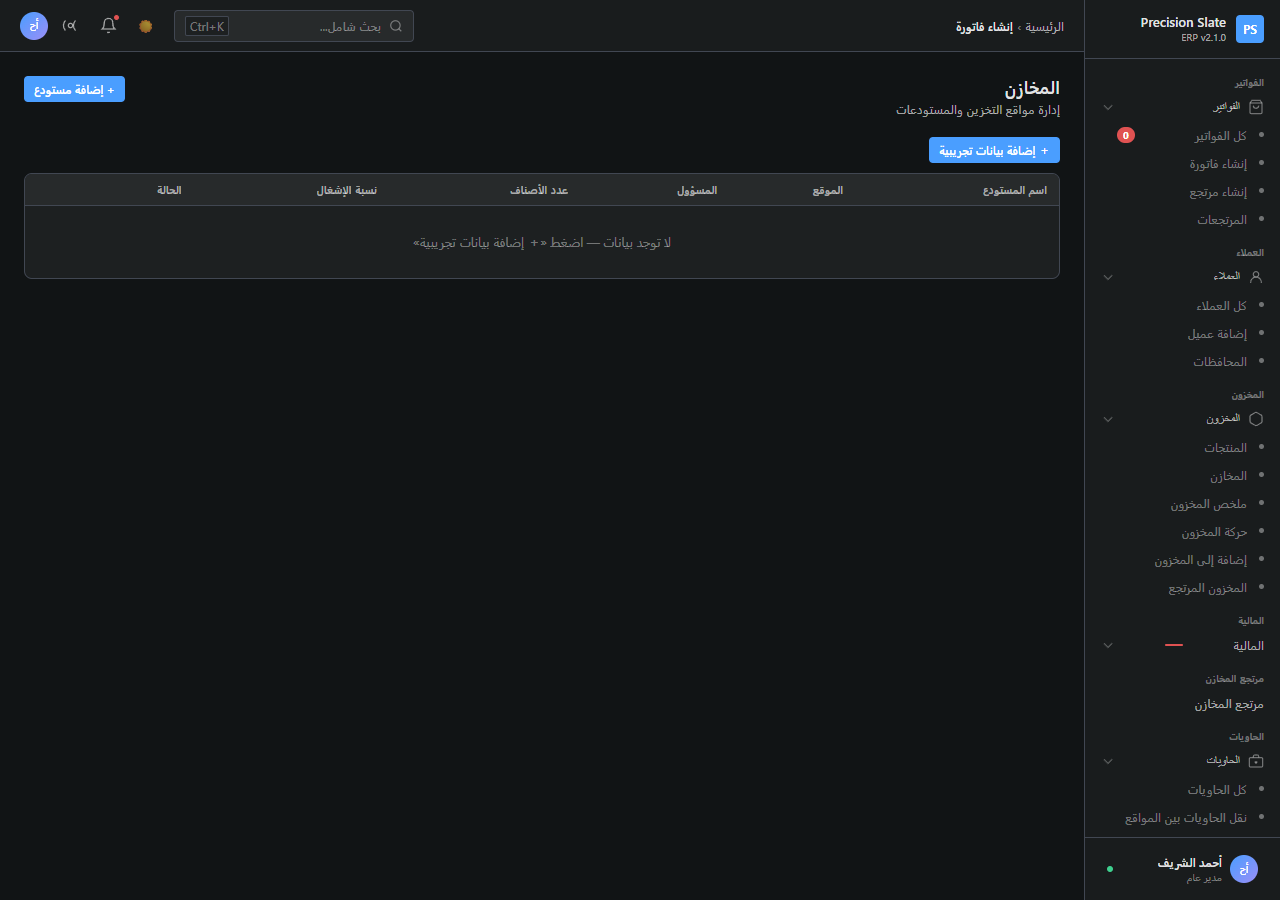 PS
Precision Slate
ERP v2.1.0
الفواتير
الفواتير
كل الفواتير
0
إنشاء فاتورة
إنشاء مرتجع
المرتجعات
العملاء
العملاء
كل العملاء
إضافة عميل
المحافظات
المخزون
المخزون
المنتجات
المخازن
ملخص المخزون
حركة المخزون
إضافة إلى المخزون
المخزون المرتجع
المالية
المالية
مرتجع المخازن
مرتجع المخازن
الحاويات
الحاويات
كل الحاويات
نقل الحاويات بين المواقع
أح
أحمد الشريف
مدير عام
الرئيسية › إنشاء فاتورة
بحث شامل...
Ctrl+K
أح
المخازن
إدارة مواقع التخزين والمستودعات
+ إضافة مستودع
+ إضافة بيانات تجريبية
اسم المستودع الموقع المسؤول عدد الأصناف نسبة الإشغال الحالة
لا توجد بيانات — اضغط «+ إضافة بيانات تجريبية»